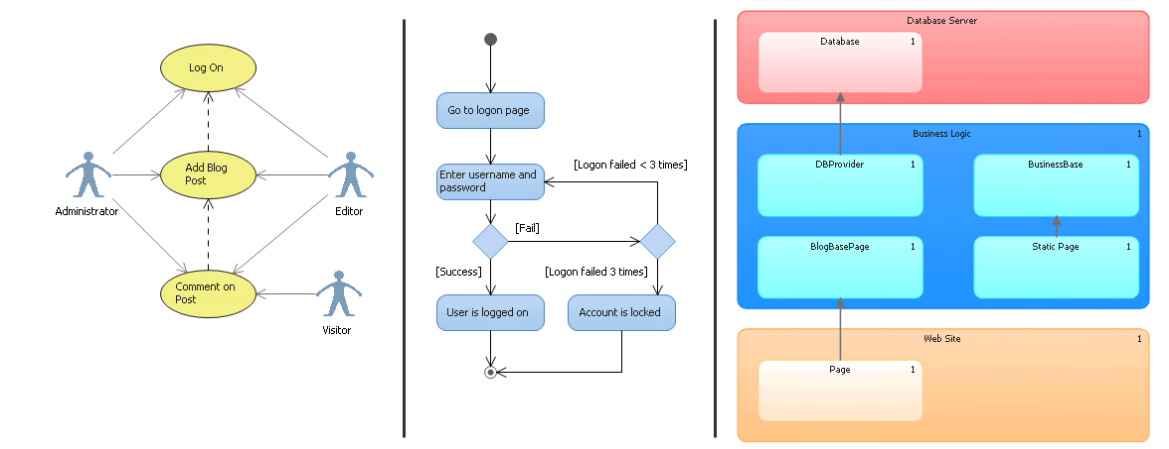 Log On
Add Blog
Post
Administrator
Editor
Comment on
Post
Visitor
Go to logon page
[Logon failed < 3 times]
Enter username and
password
[Fail]
[Success]
[Logon failed 3 times]
User is logged on
Account is locked
Database Server
Database 1
Business Logic 1
DBProvider 1
BusinessBase 1
BlogBasePage 1
Static Page 1
Web Site 1
Page 1